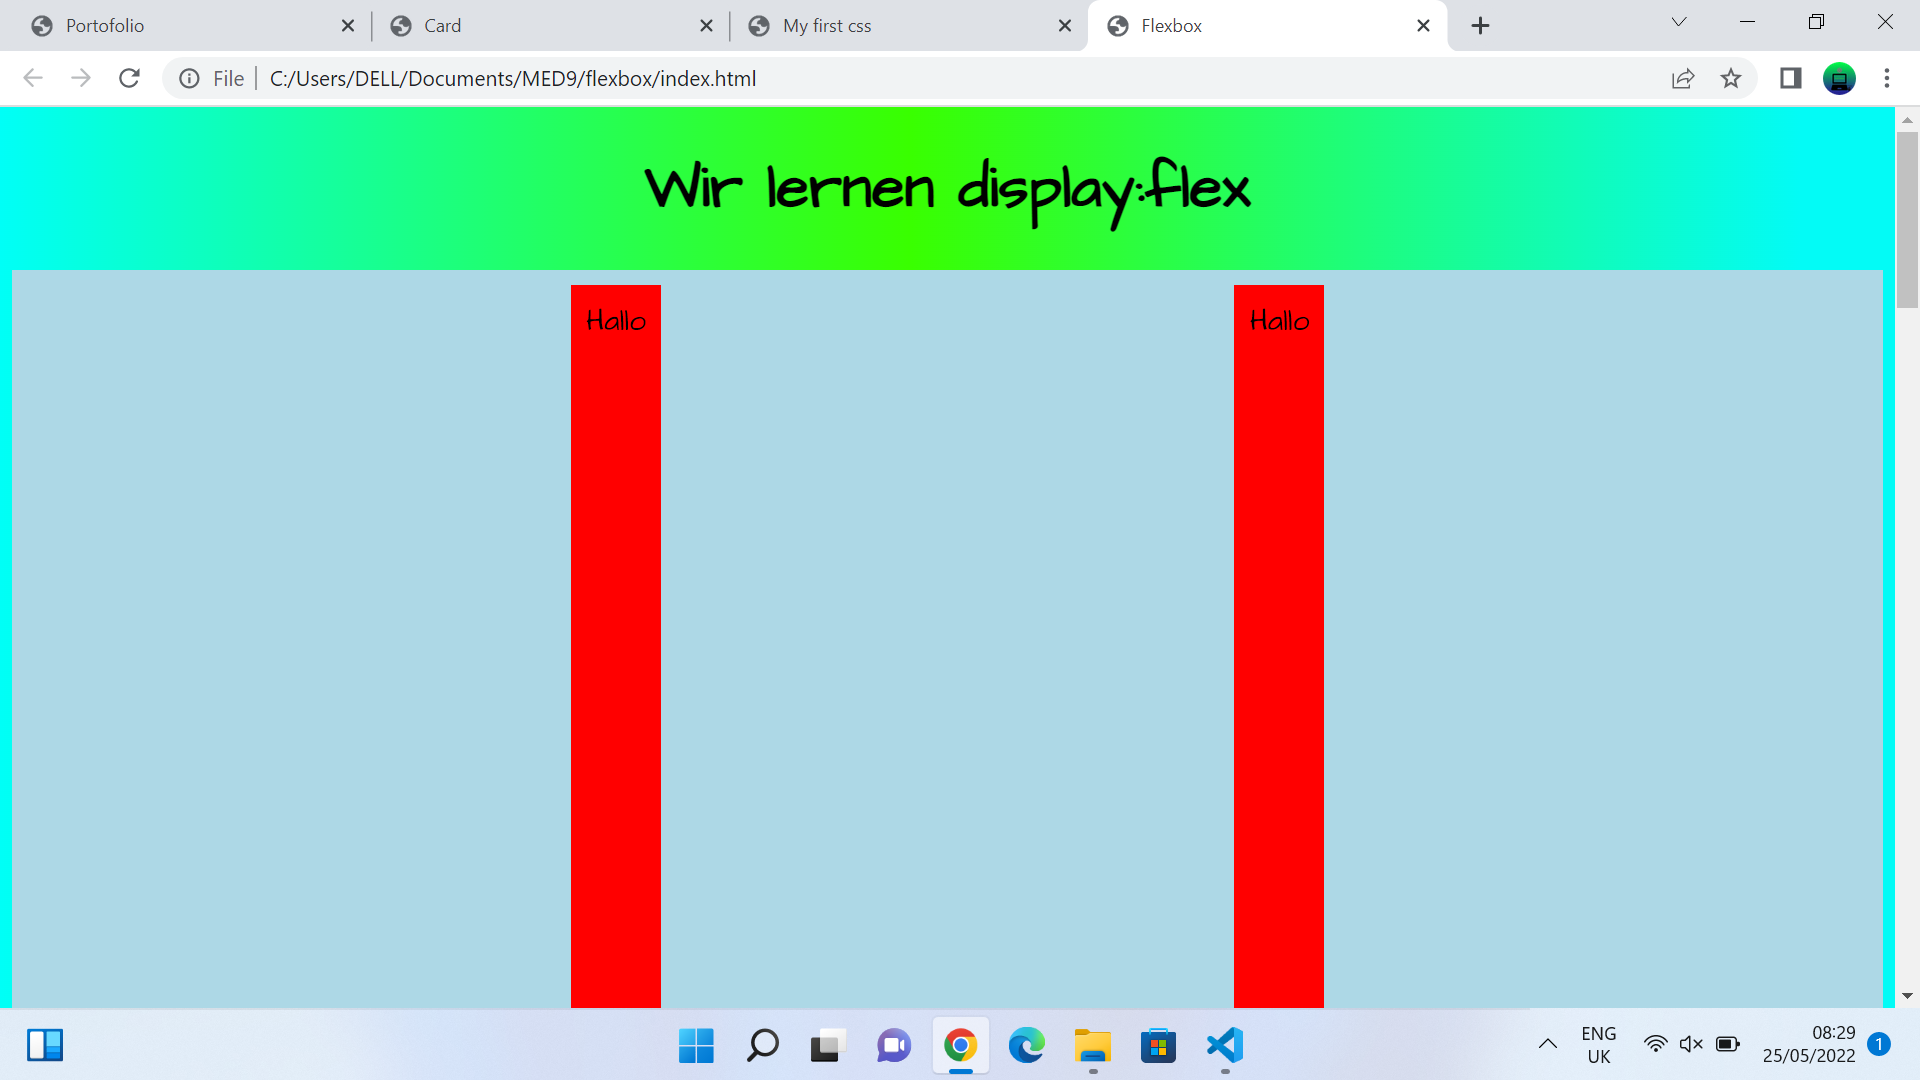 Portofolio
Card
My first css
Flexbox
File
C:/Users/DELL/Documents/MED9/flexbox/index.html
Wir lernen display:flex
Hallo
Hallo
ENG
UK
08:29
25/05/2022
1